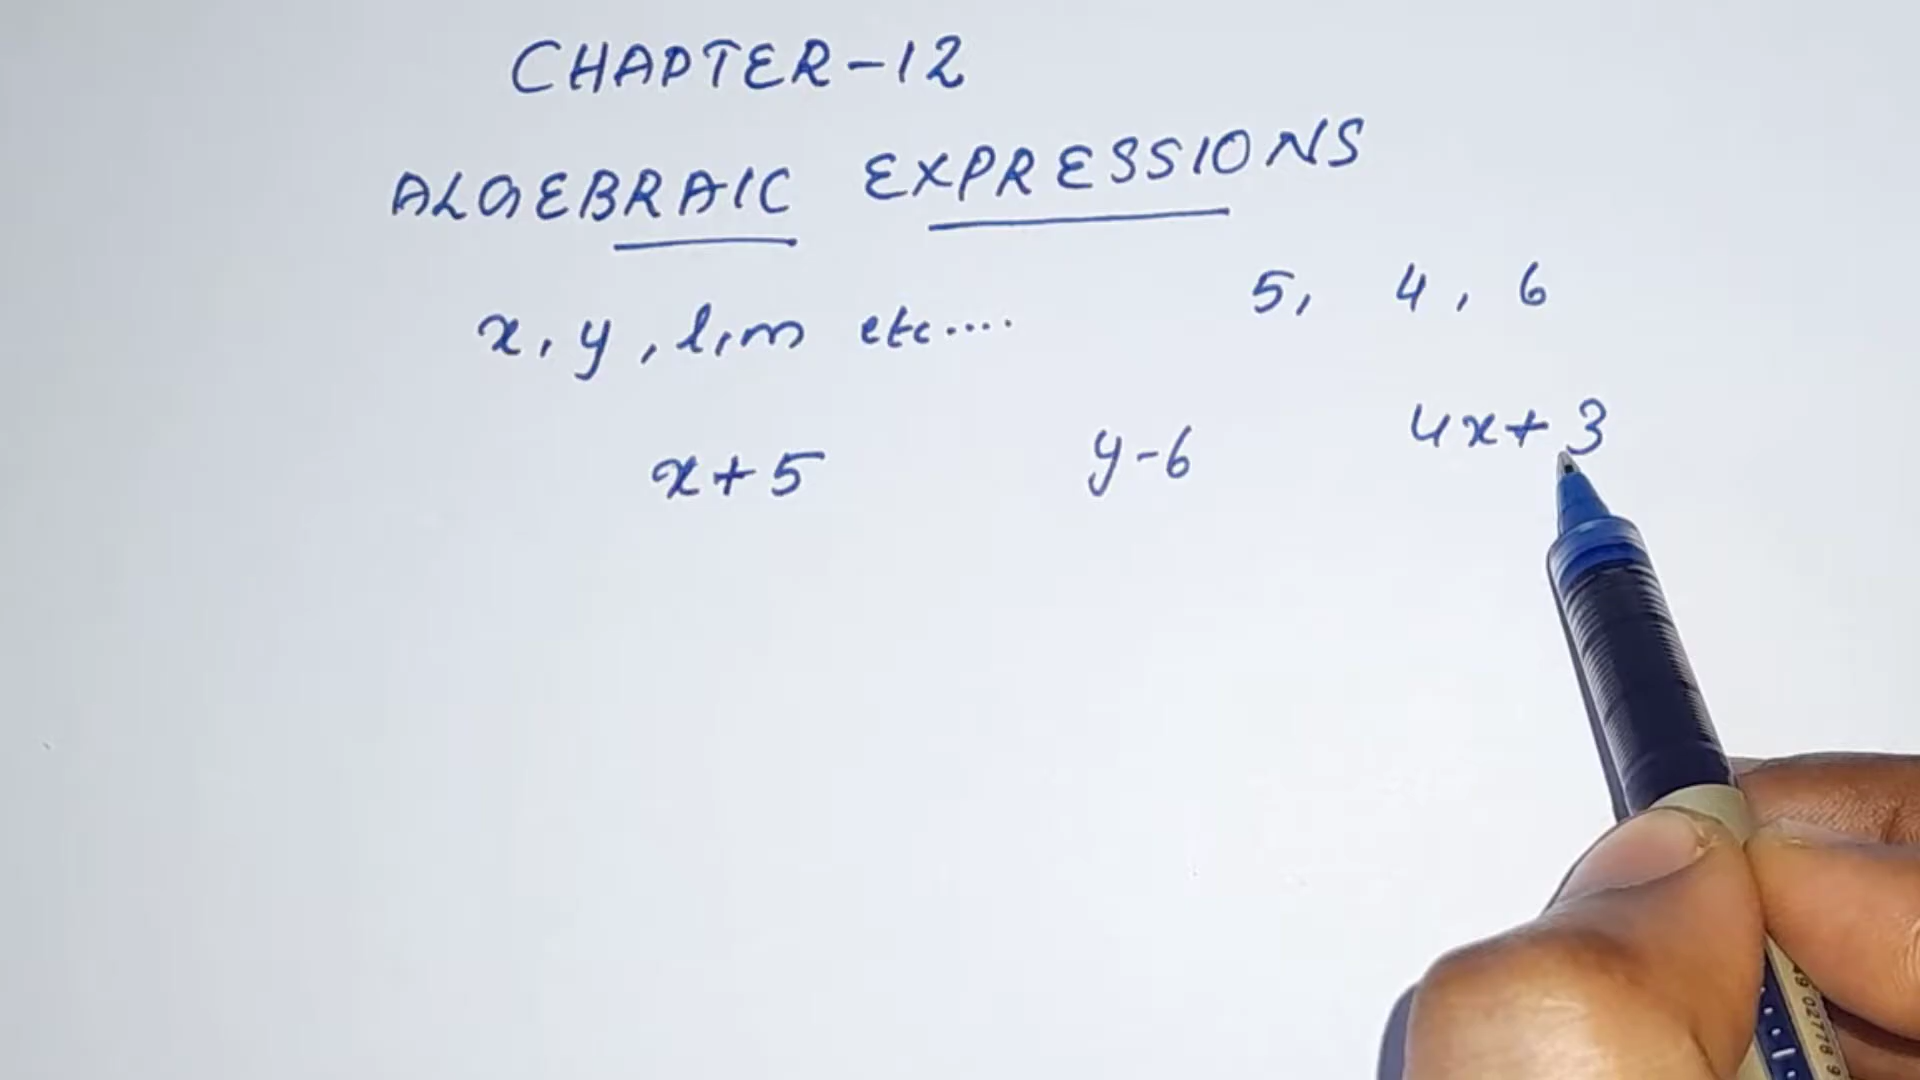 CHAPTER-12
ALGEBRAIC EXPRESSIONS
x, y, l, m etc.... 5, 4, 6
x+5 y-6 4x+3